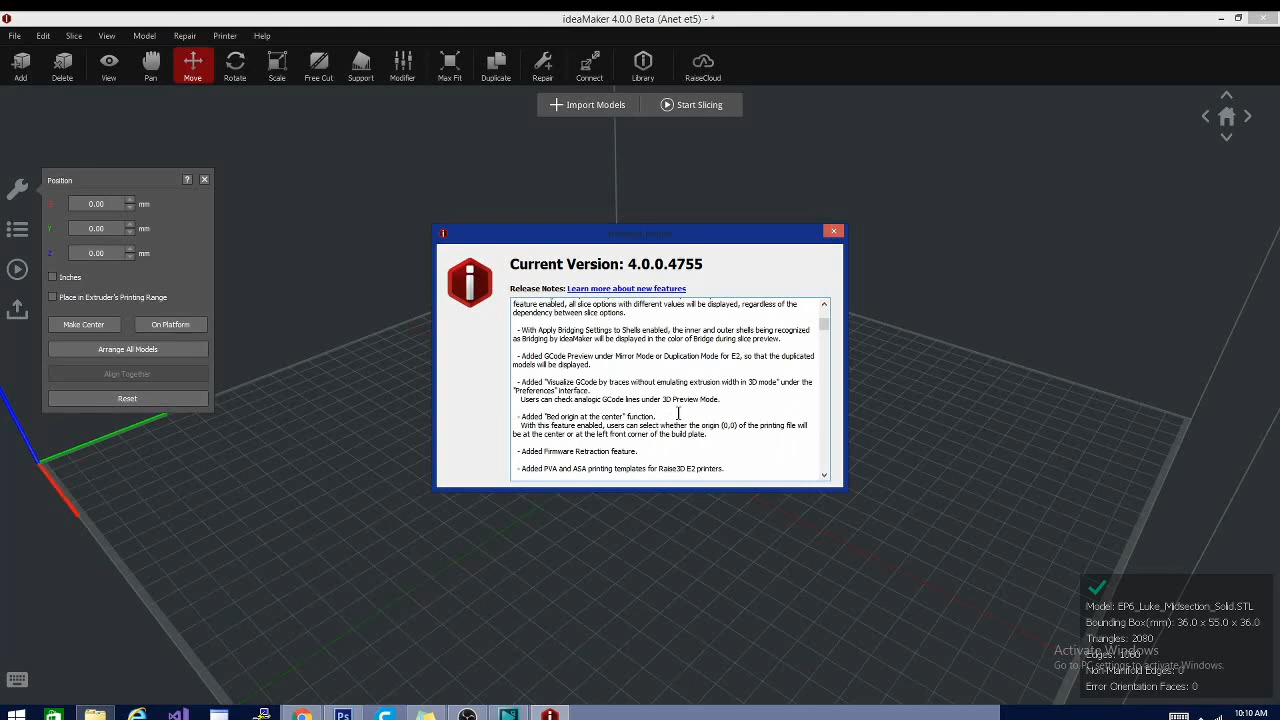 ideaMaker 4.0.0 Beta (Anet et5) - *
File Edit Slice View Model Repair Printer Help
Add Delete View Pan Move Rotate Scale Free Cut Support Modifier Max Fit Duplicate Repair Connect Library RaiseCloud
Import Models Start Slicing
Position ?
X 0.00 mm
Y 0.00 mm
Z 0.00 mm
Inches
Place in Extruder's Printing Range
Make Center On Platform
Arrange All Models
Align Together
Reset
Current Version: 4.0.0.4755
Release Notes: Learn more about new features
feature enabled, all slice options with different values will be displayed, regardless of the
dependency between slice options.
- With Apply Bridging Settings to Shells enabled, the inner and outer shells being recognized
as Bridging by ideaMaker will be displayed in the color of Bridge during slice preview.
- Added GCode Preview under Mirror Mode or Duplication Mode for E2, so that the duplicated
models will be displayed.
- Added "Visualize GCode by traces without emulating extrusion width in 3D mode" under the
"Preferences" interface.
Users can check analogic GCode lines under 3D Preview Mode.
- Added "Bed origin at the center" function.
With this feature enabled, users can select whether the origin (0,0) of the printing file will
be at the center or at the left front corner of the build plate.
- Added Firmware Retraction feature.
- Added PVA and ASA printing templates for Raise3D E2 printers.
Model: EP6_Luke_Midsection_Solid.STL
Bounding Box(mm): 36.0 x 55.0 x 36.0
Triangles: 2080
Activate Windows
Edges: 1060
Go to PC settings to activate Windows.
Non-Manifold Edges: 0
Error Orientation Faces: 0
10:10 AM